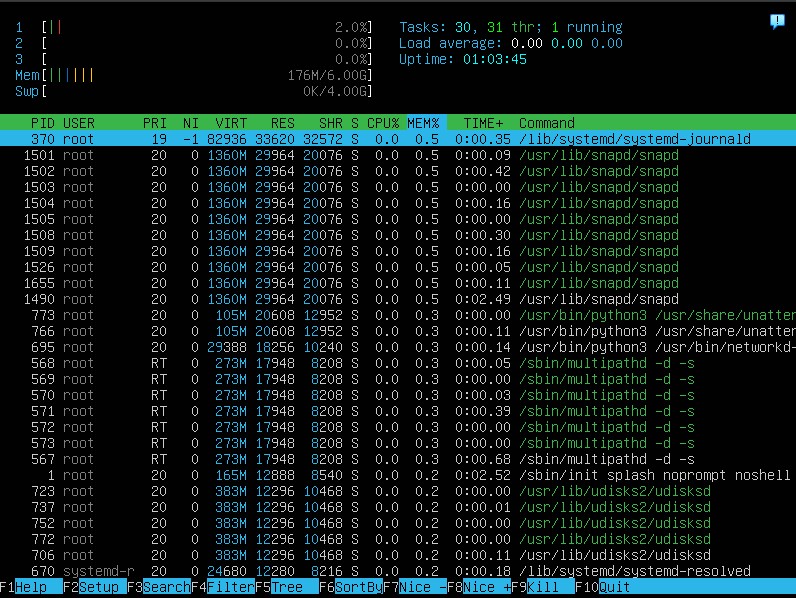 1 [|| 2.0%] Tasks: 30, 31 thr; 1 running
2 [ 0.0%] Load average: 0.00 0.00 0.00
3 [ 0.0%] Uptime: 01:03:45
Mem[|||||| 176M/6.00G]
Swp[ 0K/4.00G]
PID USER PRI NI VIRT RES SHR S CPU% MEM% TIME+ Command
370 root 19 -1 82936 33620 32572 S 0.0 0.5 0:00.35 /lib/systemd/systemd-journald
1501 root 20 0 1360M 29964 20076 S 0.0 0.5 0:00.09 /usr/lib/snapd/snapd
1502 root 20 0 1360M 29964 20076 S 0.0 0.5 0:00.42 /usr/lib/snapd/snapd
1503 root 20 0 1360M 29964 20076 S 0.0 0.5 0:00.00 /usr/lib/snapd/snapd
1504 root 20 0 1360M 29964 20076 S 0.0 0.5 0:00.16 /usr/lib/snapd/snapd
1505 root 20 0 1360M 29964 20076 S 0.0 0.5 0:00.00 /usr/lib/snapd/snapd
1508 root 20 0 1360M 29964 20076 S 0.0 0.5 0:00.30 /usr/lib/snapd/snapd
1509 root 20 0 1360M 29964 20076 S 0.0 0.5 0:00.16 /usr/lib/snapd/snapd
1526 root 20 0 1360M 29964 20076 S 0.0 0.5 0:00.05 /usr/lib/snapd/snapd
1655 root 20 0 1360M 29964 20076 S 0.0 0.5 0:00.11 /usr/lib/snapd/snapd
1490 root 20 0 1360M 29964 20076 S 0.0 0.5 0:02.49 /usr/lib/snapd/snapd
773 root 20 0 105M 20608 12952 S 0.0 0.3 0:00.00 /usr/bin/python3 /usr/share/unatten
766 root 20 0 105M 20608 12952 S 0.0 0.3 0:00.11 /usr/bin/python3 /usr/share/unatten
695 root 20 0 29388 18256 10240 S 0.0 0.3 0:00.14 /usr/bin/python3 /usr/bin/networkd-
568 root RT 0 273M 17948 8208 S 0.0 0.3 0:00.05 /sbin/multipathd -d -s
569 root RT 0 273M 17948 8208 S 0.0 0.3 0:00.00 /sbin/multipathd -d -s
570 root RT 0 273M 17948 8208 S 0.0 0.3 0:00.03 /sbin/multipathd -d -s
571 root RT 0 273M 17948 8208 S 0.0 0.3 0:00.39 /sbin/multipathd -d -s
572 root RT 0 273M 17948 8208 S 0.0 0.3 0:00.00 /sbin/multipathd -d -s
573 root RT 0 273M 17948 8208 S 0.0 0.3 0:00.00 /sbin/multipathd -d -s
567 root RT 0 273M 17948 8208 S 0.0 0.3 0:00.68 /sbin/multipathd -d -s
1 root 20 0 165M 12888 8540 S 0.0 0.2 0:02.52 /sbin/init splash noprompt noshell
723 root 20 0 383M 12296 10468 S 0.0 0.2 0:00.00 /usr/lib/udisks2/udisksd
737 root 20 0 383M 12296 10468 S 0.0 0.2 0:00.01 /usr/lib/udisks2/udisksd
752 root 20 0 383M 12296 10468 S 0.0 0.2 0:00.00 /usr/lib/udisks2/udisksd
772 root 20 0 383M 12296 10468 S 0.0 0.2 0:00.00 /usr/lib/udisks2/udisksd
706 root 20 0 383M 12296 10468 S 0.0 0.2 0:00.11 /usr/lib/udisks2/udisksd
670 systemd-r 20 0 24680 12280 8216 S 0.0 0.2 0:00.18 /lib/systemd/systemd-resolved
F1Help F2Setup F3SearchF4FilterF5Tree F6SortByF7Nice -F8Nice +F9Kill F10Quit